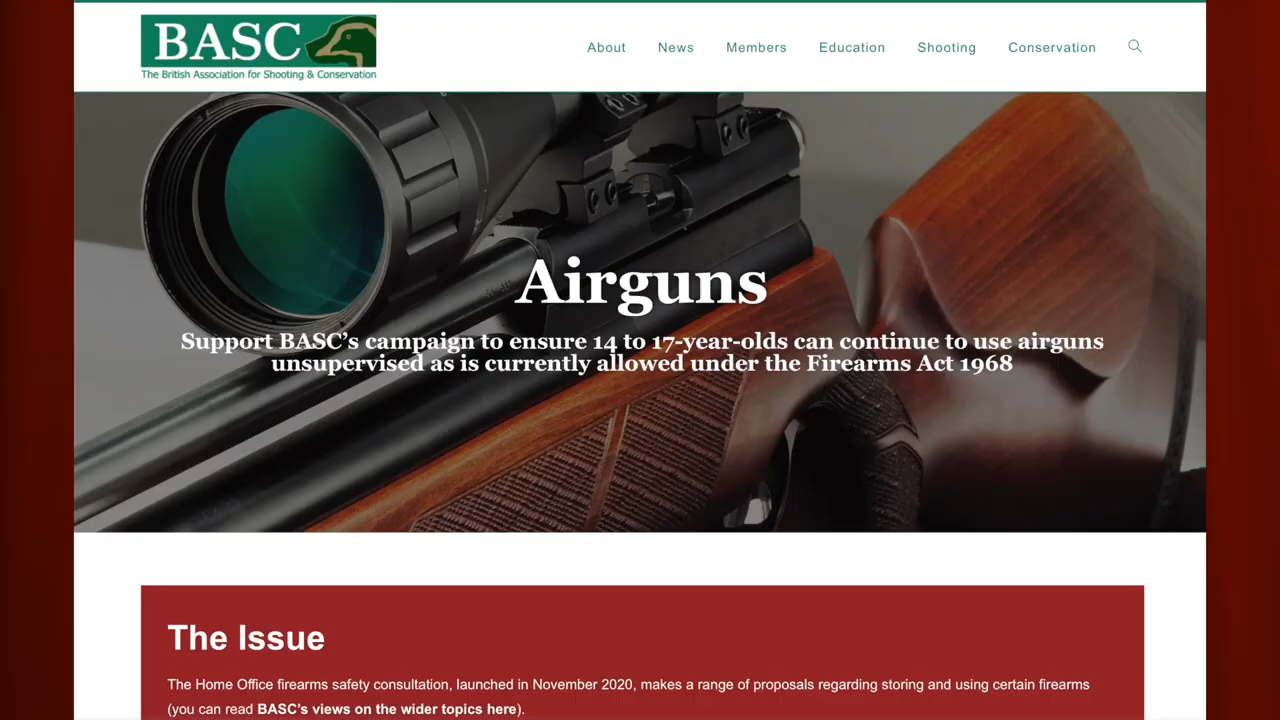 BASC
The British Association for Shooting & Conservation
About News Members Education Shooting Conservation
Airguns
Support BASC’s campaign to ensure 14 to 17-year-olds can continue to use airguns
unsupervised as is currently allowed under the Firearms Act 1968
The Issue
The Home Office firearms safety consultation, launched in November 2020, makes a range of proposals regarding storing and using certain firearms
(you can read BASC’s views on the wider topics here).